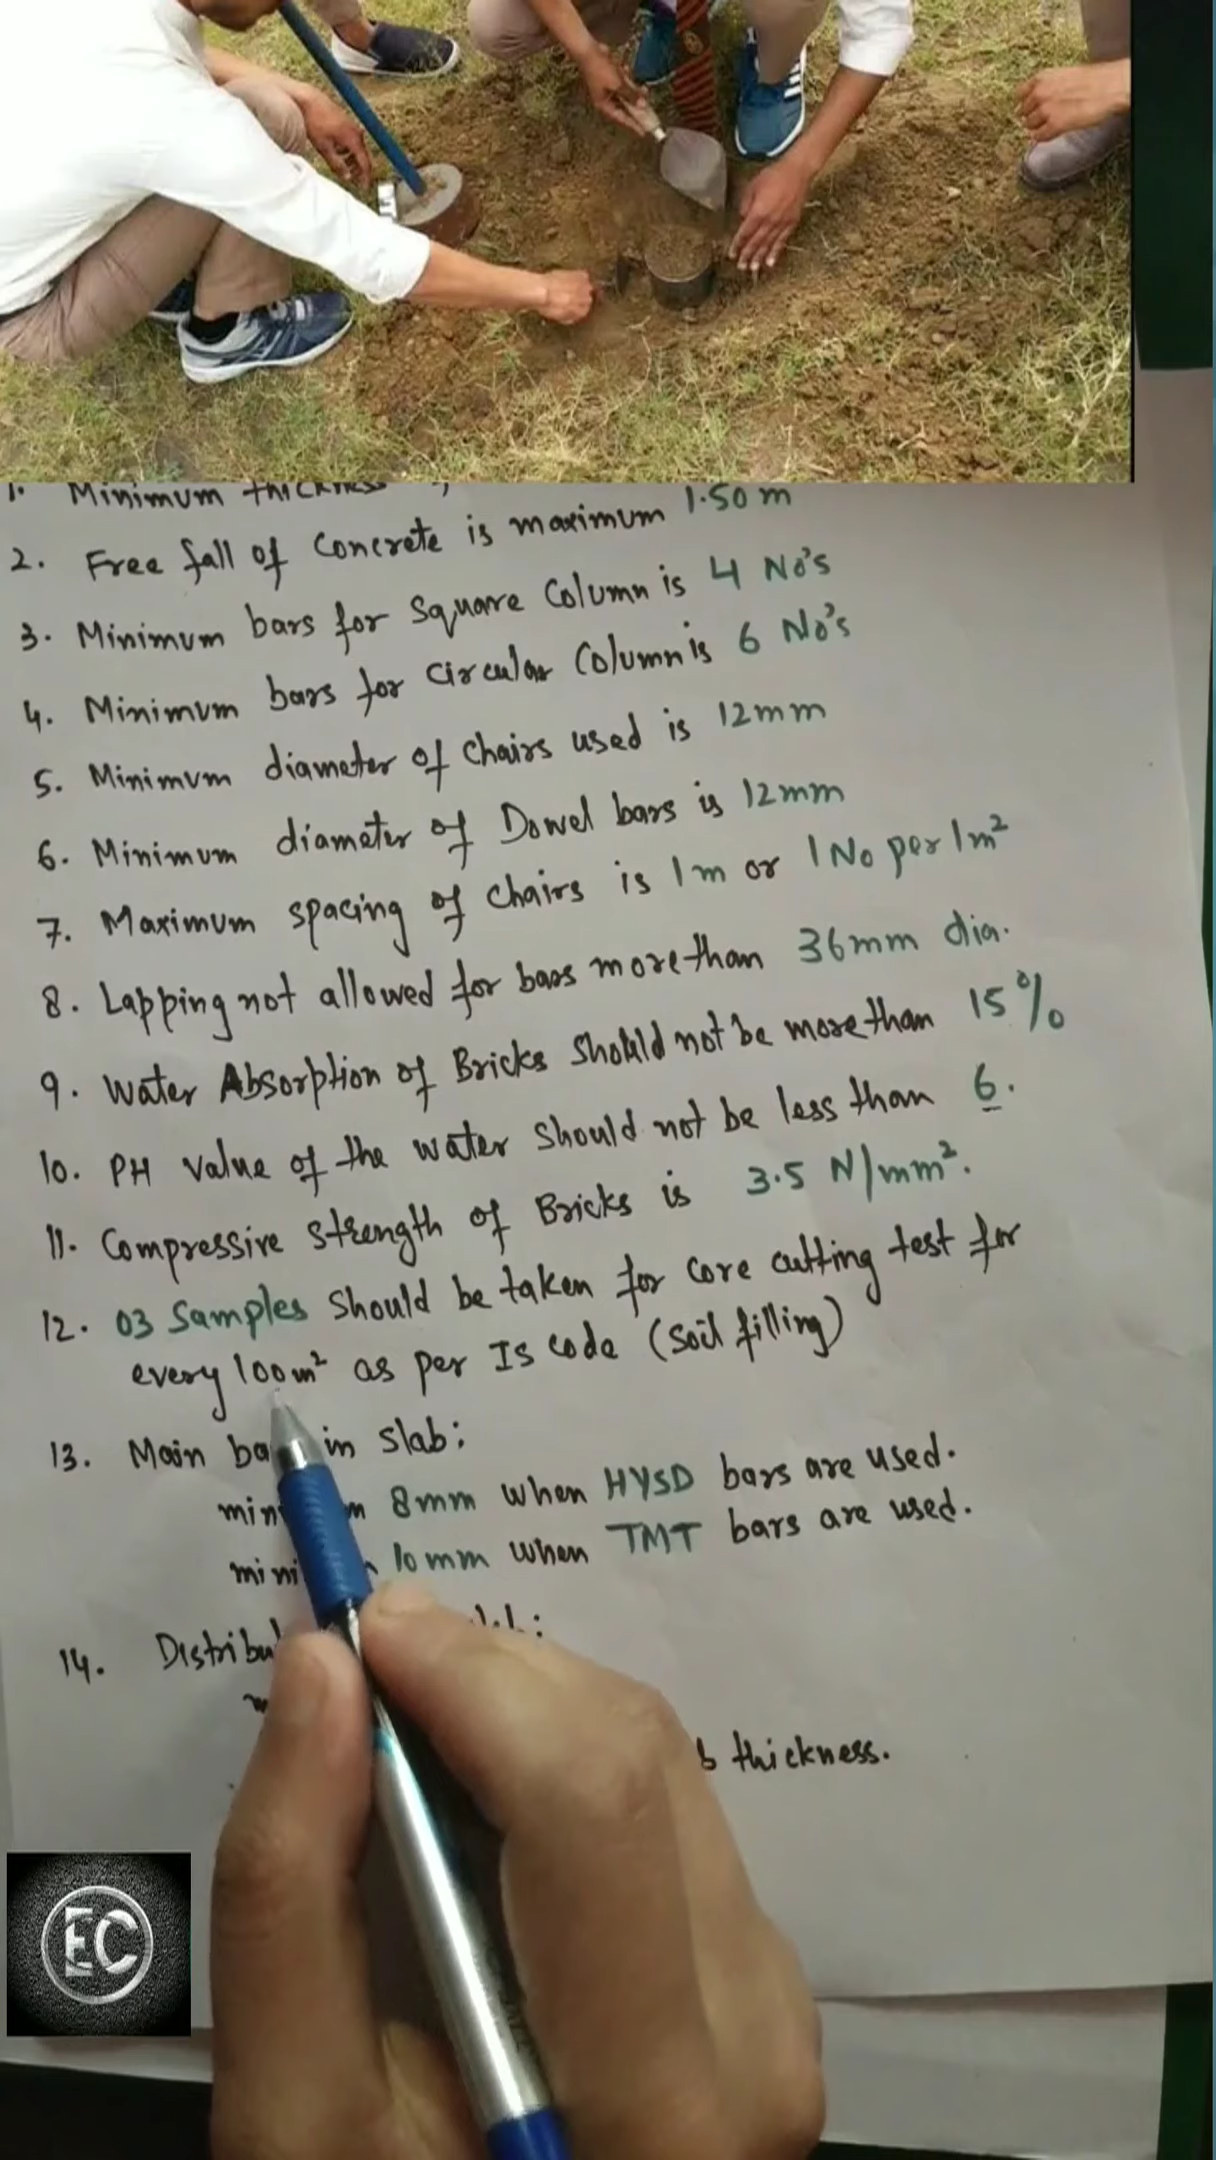 1. Minimum thickness
2. Free fall of Concrete is maximum 1.50 m
3. Minimum bars for Square Column is 4 No's
4. Minimum bars for Circular Column is 6 No's
5. Minimum diameter of chairs used is 12mm
6. Minimum diameter of Dowel bars is 12mm
7. Maximum spacing of chairs is 1m or 1 No per 1m²
8. Lapping not allowed for bars more than 36mm dia.
9. Water Absorption of Bricks should not be more than 15%
10. PH value of the water should not be less than 6.
11. Compressive strength of Bricks is 3.5 N/mm².
12. 03 Samples should be taken for core cutting test for
every 100m² as per Is code (soil filling)
13. Main in slab:
8mm when HYSD bars are used.
10mm when TMT bars are used.
14.
thickness.
EC